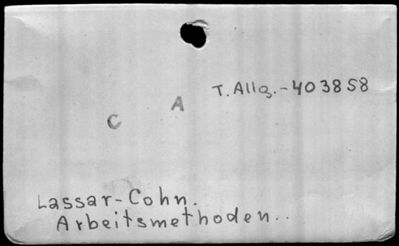 T. Allg. - 403858
C A
Lassar-Cohn.
Arbeitsmethoden..